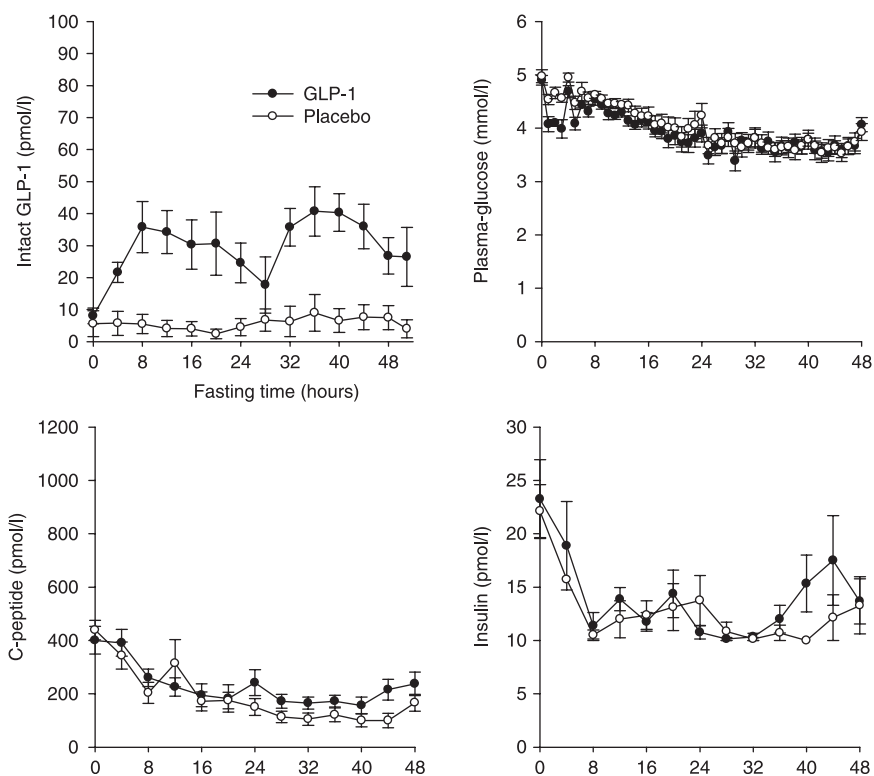 100
90
80
70
60
50
40
30
20
10
0
Intact GLP-1 (pmol/l)
GLP-1
Placebo
0 8 16 24 32 40 48
Fasting time (hours)
6
5
4
3
2
1
0
Plasma-glucose (mmol/l)
0 8 16 24 32 40 48
1200
1000
800
600
400
200
0
C-peptide (pmol/l)
0 8 16 24 32 40 48
30
25
20
15
10
5
0
Insulin (pmol/l)
0 8 16 24 32 40 48